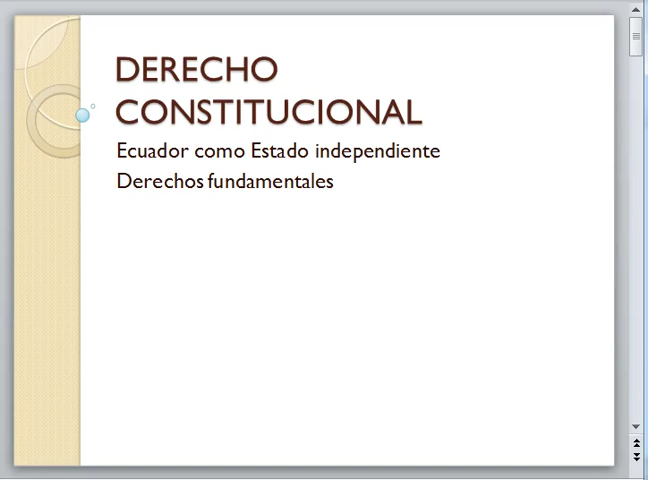 DERECHO
CONSTITUCIONAL
Ecuador como Estado independiente
Derechos fundamentales